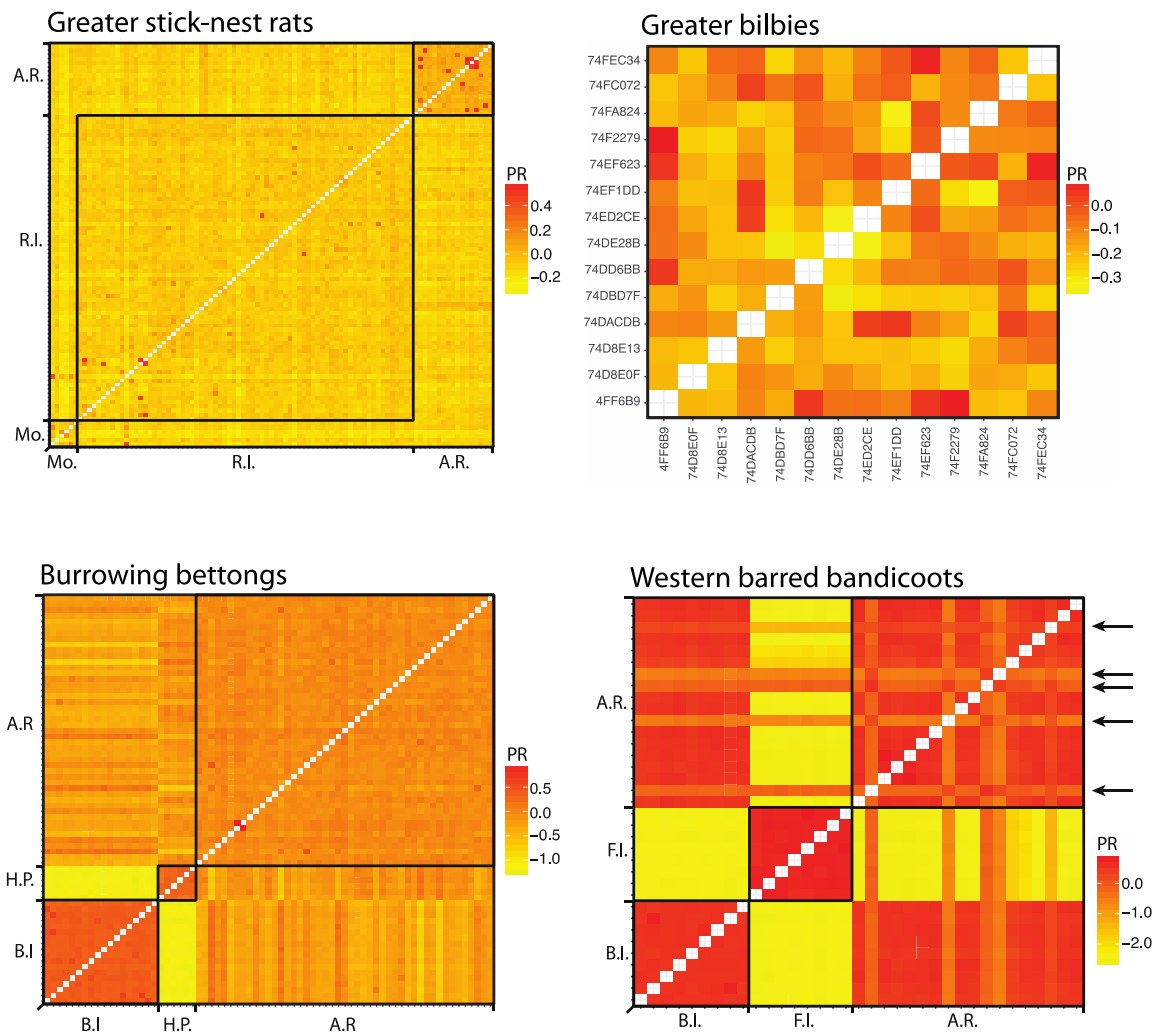 Greater stick-nest rats
A.R.
R.I.
Mo.
Mo.
R.I.
A.R.
PR
0.4
0.2
0.0
−0.2
Greater bilbies
74FEC34
74FC072
74FA824
74F2279
74EF623
74EF1DD
74ED2CE
74DE28B
74DD6BB
74DBD7F
74DACDB
74D8E13
74D8E0F
4FF6B9
4FF6B9
74D8E0F
74D8E13
74DACDB
74DBD7F
74DD6BB
74DE28B
74ED2CE
74EF1DD
74EF623
74F2279
74FA824
74FC072
74FEC34
PR
0.0
−0.1
−0.2
−0.3
Burrowing bettongs
A.R
H.P.
B.I
B.I
H.P.
A.R
PR
0.5
0.0
−0.5
−1.0
Western barred bandicoots
A.R.
F.I.
B.I.
B.I.
F.I.
A.R.
PR
0.0
−1.0
−2.0